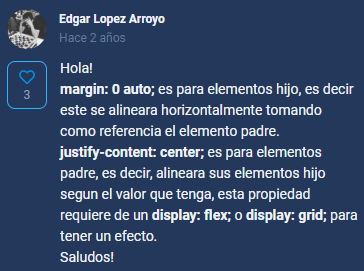 Edgar Lopez Arroyo
Hace 2 años
3
Hola!
margin: 0 auto; es para elementos hijo, es decir
este se alineara horizontalmente tomando
como referencia el elemento padre.
justify-content: center; es para elementos
padre, es decir, alineara sus elementos hijo
segun el valor que tenga, esta propiedad
requiere de un display: flex; o display: grid; para
tener un efecto.
Saludos!